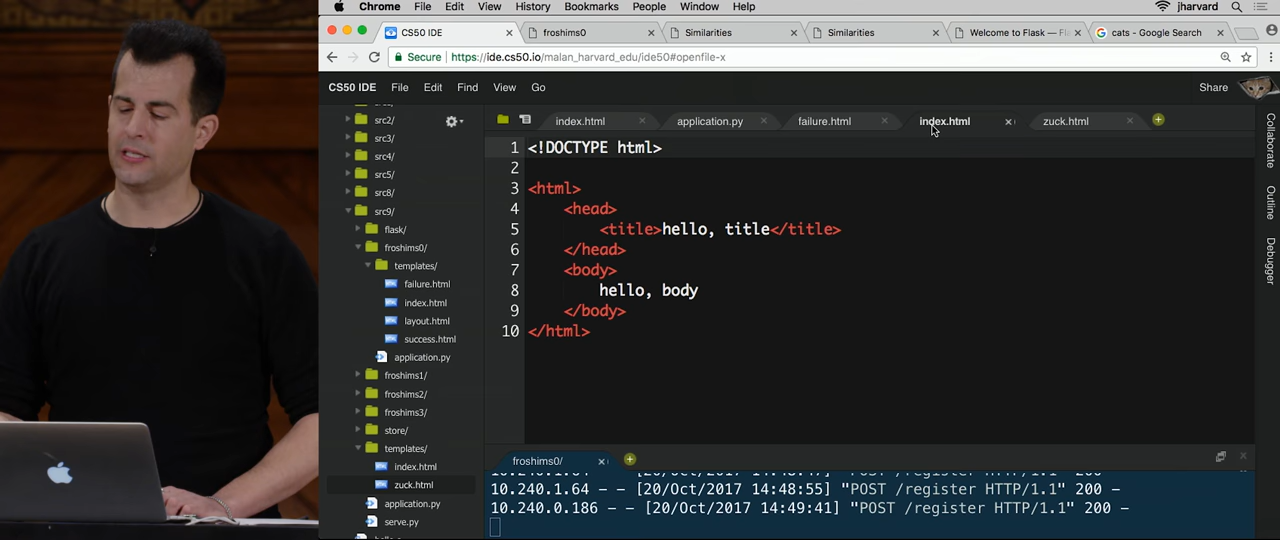 Chrome File Edit View History Bookmarks People Window Help jharvard
CS50 IDE froshims0 Similarities Similarities Welcome to Flask — Fl cats - Google Search
Secure https://ide.cs50.io/malan_harvard_edu/ide50#openfile-x
CS50 IDE File Edit Find View Go Share
index.html application.py failure.html index.html zuck.html
src2/
src3/
src4/
src5/
src8/
src9/
flask/
froshims0/
templates/
failure.html
index.html
layout.html
success.html
application.py
froshims1/
froshims2/
froshims3/
store/
templates/
index.html
zuck.html
application.py
serve.py
1 <!DOCTYPE html>
2
3 <html>
4 <head>
5 <title>hello, title</title>
6 </head>
7 <body>
8 hello, body
9 </body>
10 </html>
Collaborate
Outline
Debugger
froshims0/
10.240.1.64 - - [20/Oct/2017 14:48:55] "POST /register HTTP/1.1" 200 -
10.240.0.186 - - [20/Oct/2017 14:49:41] "POST /register HTTP/1.1" 200 -